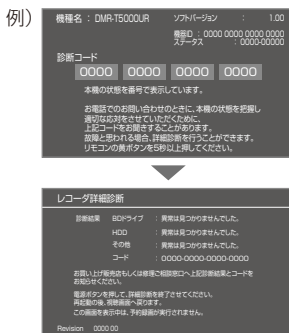 例)
機種名 : DMR-T5000UR ソフトバージョン : 1.00
機器ID : 0000 0000 0000 0000
ステータス : 0000-00000
診断コード
0000 0000 0000 0000
本機の状態を番号で表示しています。
お電話でのお問い合わせのときに、本機の状態を把握し
適切な応対をさせていただくために、
上記コードをお聞きすることがあります。
故障と思われる場合、詳細診断を行うことができます。
リモコンの黄ボタンを5秒以上押してください。
レコーダ詳細診断
診断結果 BDドライブ : 異常は見つかりませんでした。
HDD : 異常は見つかりませんでした。
その他 : 異常は見つかりませんでした。
コード : 0000-0000-0000-0000
お買い上げ販売店もしくは修理ご相談窓口へ上記診断結果とコードを
お知らせください。
電源ボタンを押して、詳細診断を終了させてください。
再起動の後、視聴画面へ戻ります。
この画面を表示中は、予約録画が実行されません。
Revision 0000 00